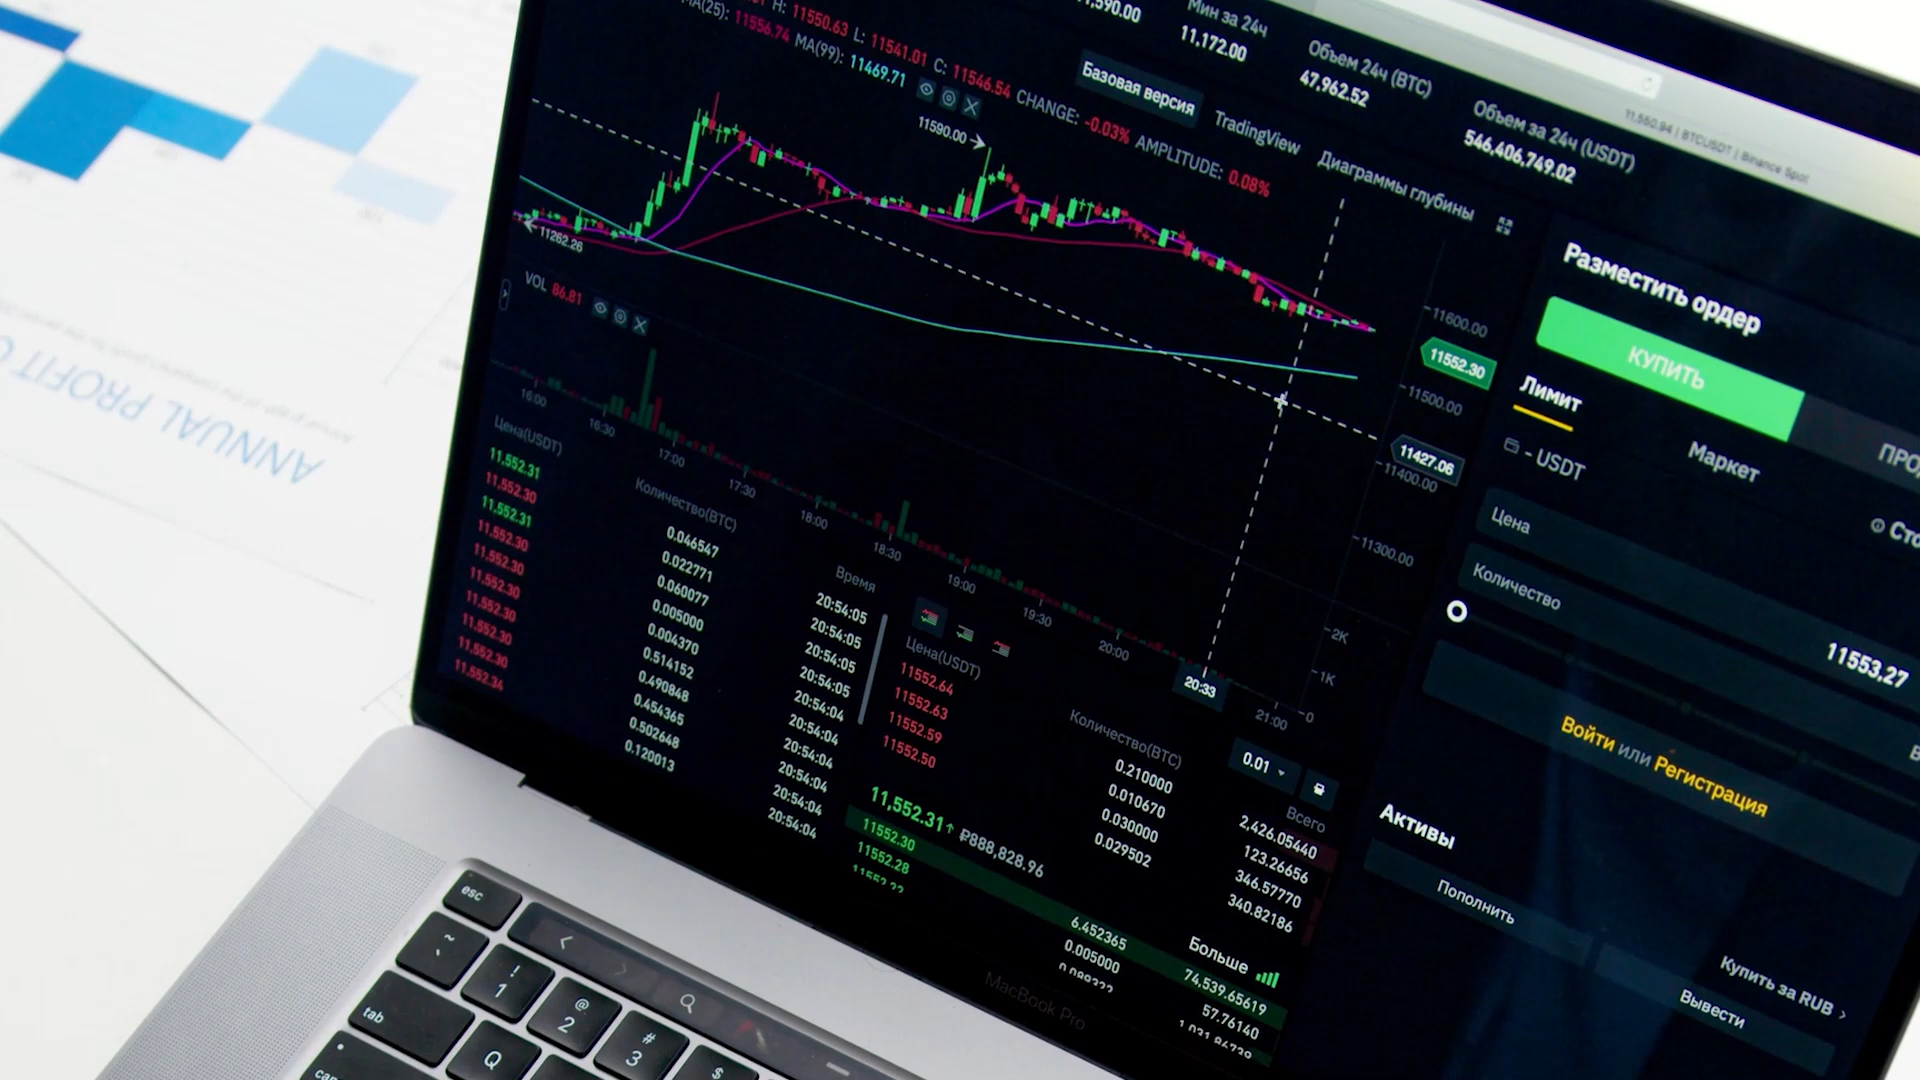 11,590.00
Мин за 24ч
11,172.00
Объем 24ч (BTC)
47,962.52
Объем за 24ч (USDT)
546,406,749.02
11,552.94 | BTCUSDT | Binance Spot
H: 11550.63 L: 11541.01 C: 11546.54 CHANGE: -0.03% AMPLITUDE: 0.08%
MA(25): 11556.74 MA(99): 11469.71
Базовая версия
TradingView
Диаграммы глубины
11590.00
11262.26
VOL 86.81
11600.00
11552.30
11500.00
11427.06
11400.00
11300.00
2K
1K
0
16:00
16:30
17:00
17:30
18:00
18:30
19:00
19:30
20:00
20:33
21:00
Цена(USDT)
Количество(BTC)
Время
11,552.31
11,552.30
11,552.31
11,552.30
11,552.30
11,552.30
11,552.30
11,552.30
11,552.30
11,552.34
0.046547
0.022771
0.060077
0.005000
0.004370
0.514152
0.490848
0.454365
0.502648
0.120013
20:54:05
20:54:05
20:54:05
20:54:05
20:54:04
20:54:04
20:54:04
20:54:04
20:54:04
20:54:04
Цена(USDT)
Количество(BTC)
Всего
0.01
11552.64
11552.63
11552.59
11552.50
0.210000
0.010670
0.030000
0.029502
2,426.05440
123.26656
346.57770
340.82186
11,552.31↑ ₽888,828.96
Больше
11552.30
11552.28
6.452365
0.005000
74,539.65619
57.76140
Разместить ордер
КУПИТЬ
Лимит
Маркет
- USDT
Цена
11553,27
Количество
Войти или Регистрация
Активы
Купить за RUB
Пополнить
Вывести
MacBook Pro
esc
~
!
1
@
2
#
3
$
tab
Q
ANNUAL PROFIT